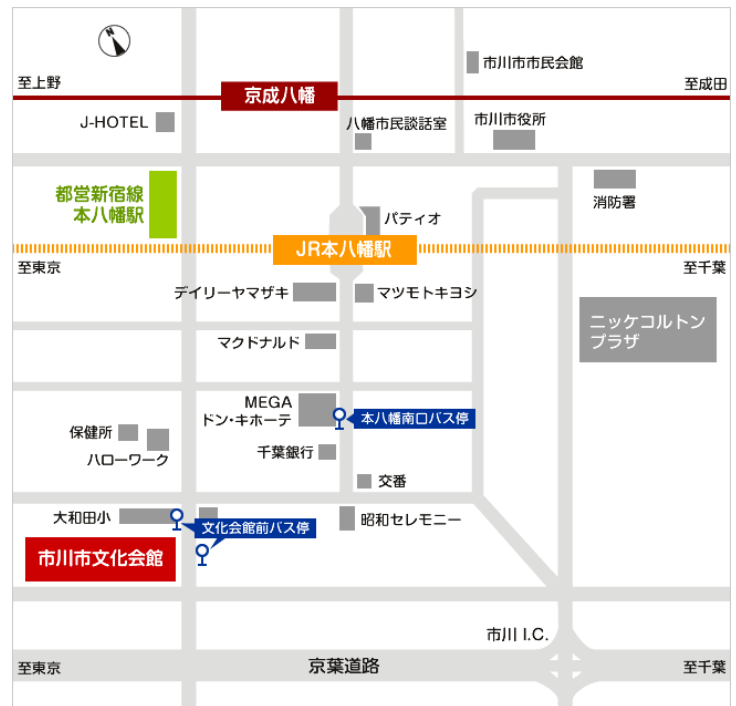 市川市市民会館
至上野
至成田
京成八幡
J-HOTEL
八幡市民談話室
市川市役所
都営新宿線
本八幡駅
消防署
パティオ
JR本八幡駅
至東京
至千葉
デイリーヤマザキ
マツモトキヨシ
ニッケコルトン
プラザ
マクドナルド
MEGA
ドン・キホーテ
本八幡南口バス停
保健所
ハローワーク
千葉銀行
交番
大和田小
文化会館前バス停
昭和セレモニー
市川市文化会館
市川 I.C.
至東京
京葉道路
至千葉